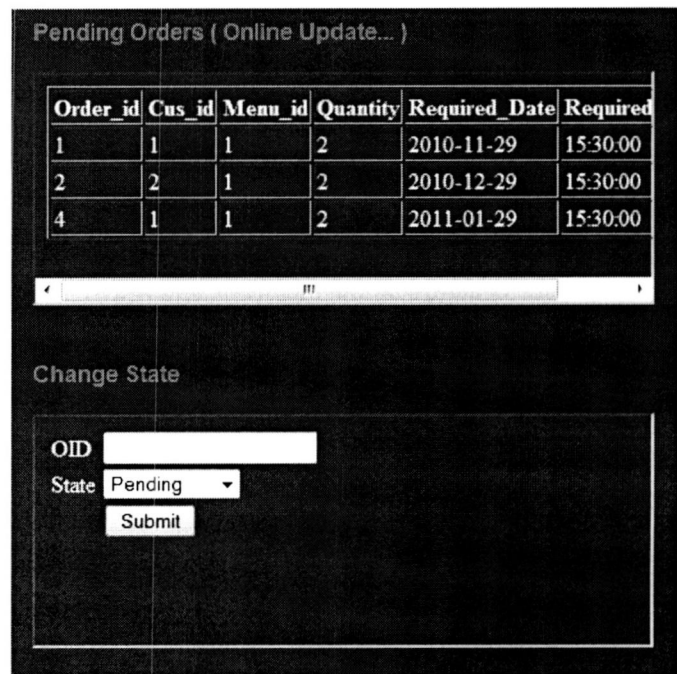 Pending Orders ( Online Update... )
Order_id Cus_id Menu_id Quantity Required_Date Required
1 1 1 2 2010-11-29 15:30:00
2 2 1 2 2010-12-29 15:30:00
4 1 1 2 2011-01-29 15:30:00
Change State
OID
State Pending
Submit